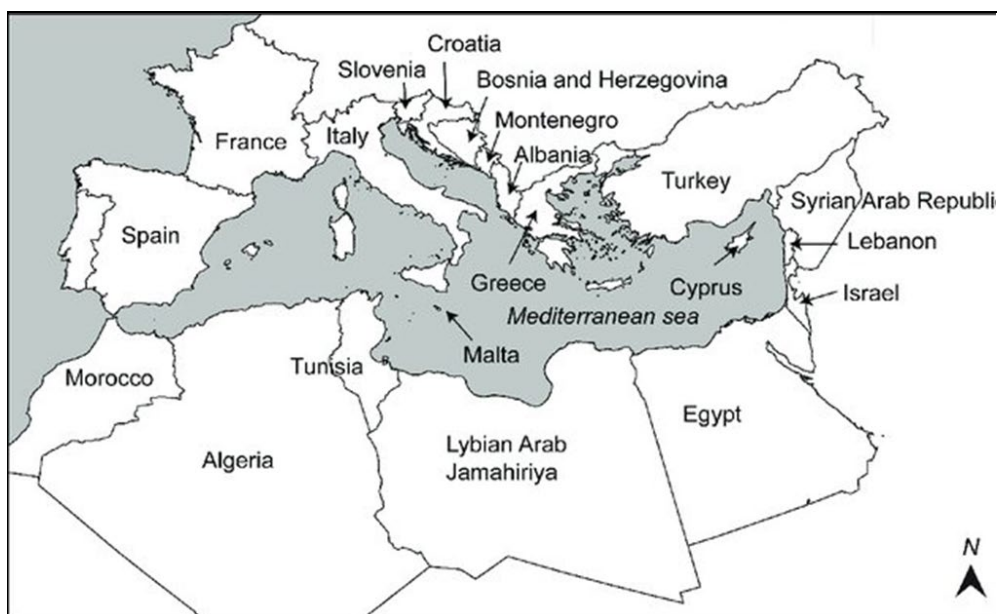 Croatia
Slovenia
Bosnia and Herzegovina
Montenegro
Italy
France
Albania
Turkey
Syrian Arab Republi
Spain
Lebanon
Greece
Cyprus
Israel
Mediterranean sea
Malta
Tunisia
Morocco
Egypt
Algeria
Lybian Arab
Jamahiriya
N